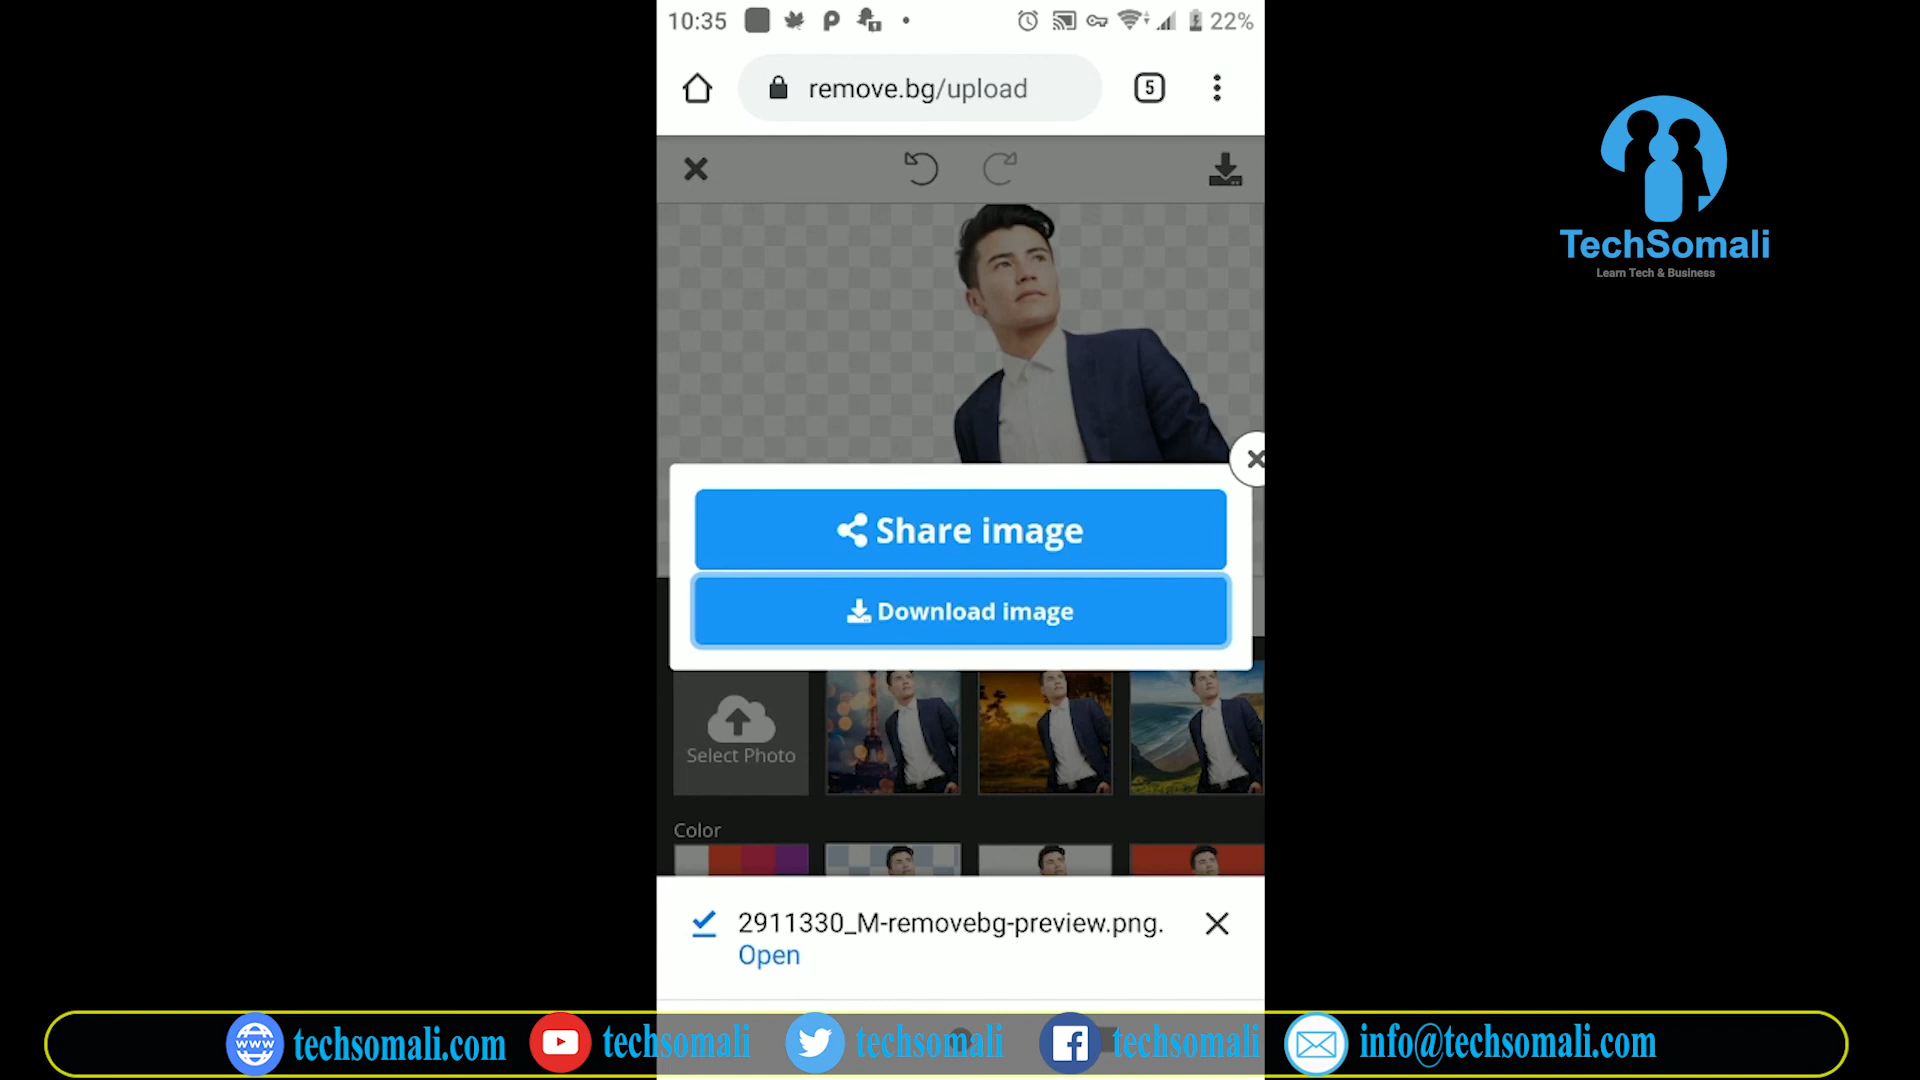 10:35
22%
remove.bg/upload
5
TechSomali
Learn Tech & Business
Share image
Download image
Select Photo
Color
2911330_M-removebg-preview.png.
Open
www techsomali.com techsomali techsomali techsomali info@techsomali.com